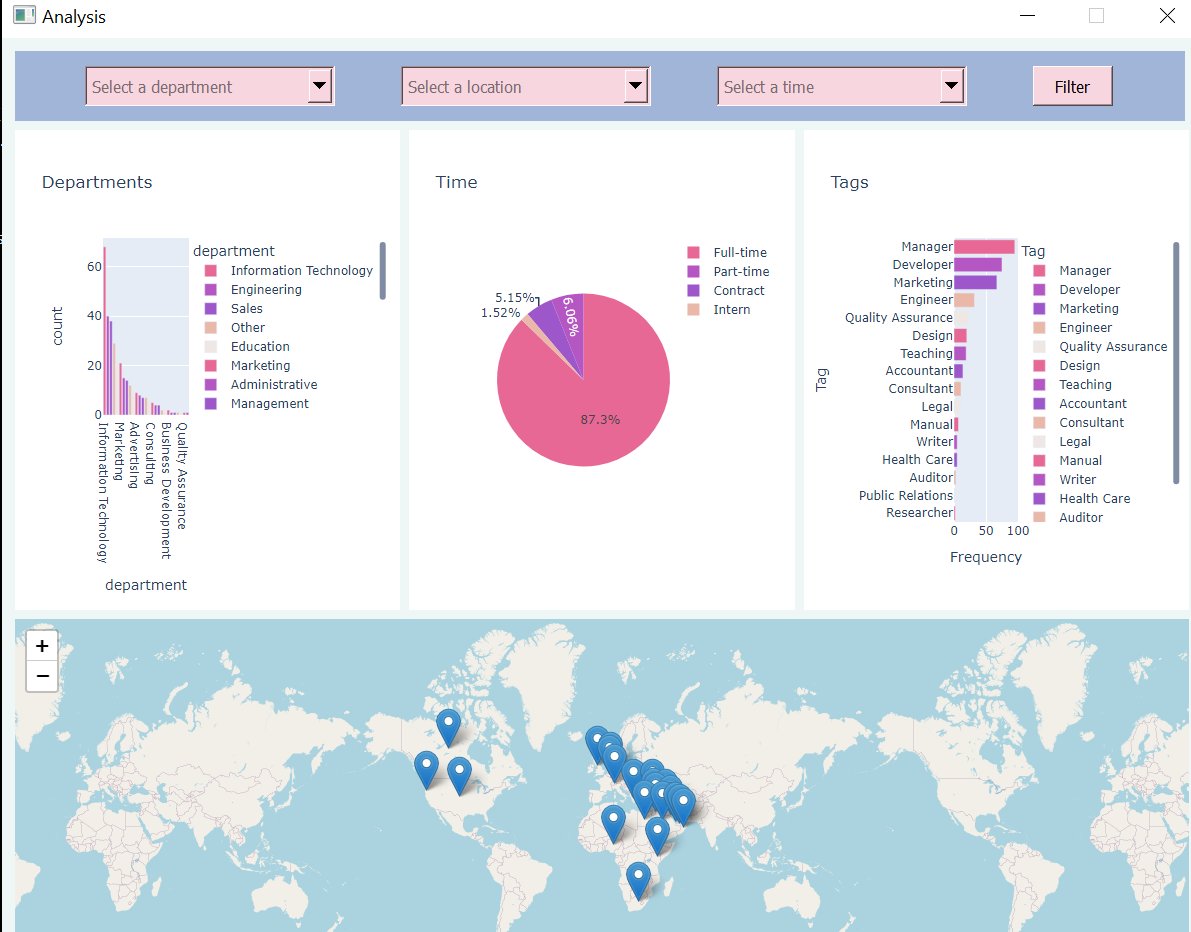 Analysis
Select a department
Select a location
Select a time
Filter
Departments
department
Information Technology
Engineering
Sales
Other
Education
Marketing
Administrative
Management
60
40
20
0
count
Information Technology
Marketing
Advertising
Consulting
Business Development
Quality Assurance
department
Time
Full-time
Part-time
Contract
Intern
5.15%
1.52%
6.06%
87.3%
Tags
Manager
Developer
Marketing
Engineer
Quality Assurance
Design
Teaching
Accountant
Consultant
Legal
Manual
Writer
Health Care
Auditor
Public Relations
Researcher
Tag
0 50 100
Frequency
Tag
Manager
Developer
Marketing
Engineer
Quality Assurance
Design
Teaching
Accountant
Consultant
Legal
Manual
Writer
Health Care
Auditor
+
−